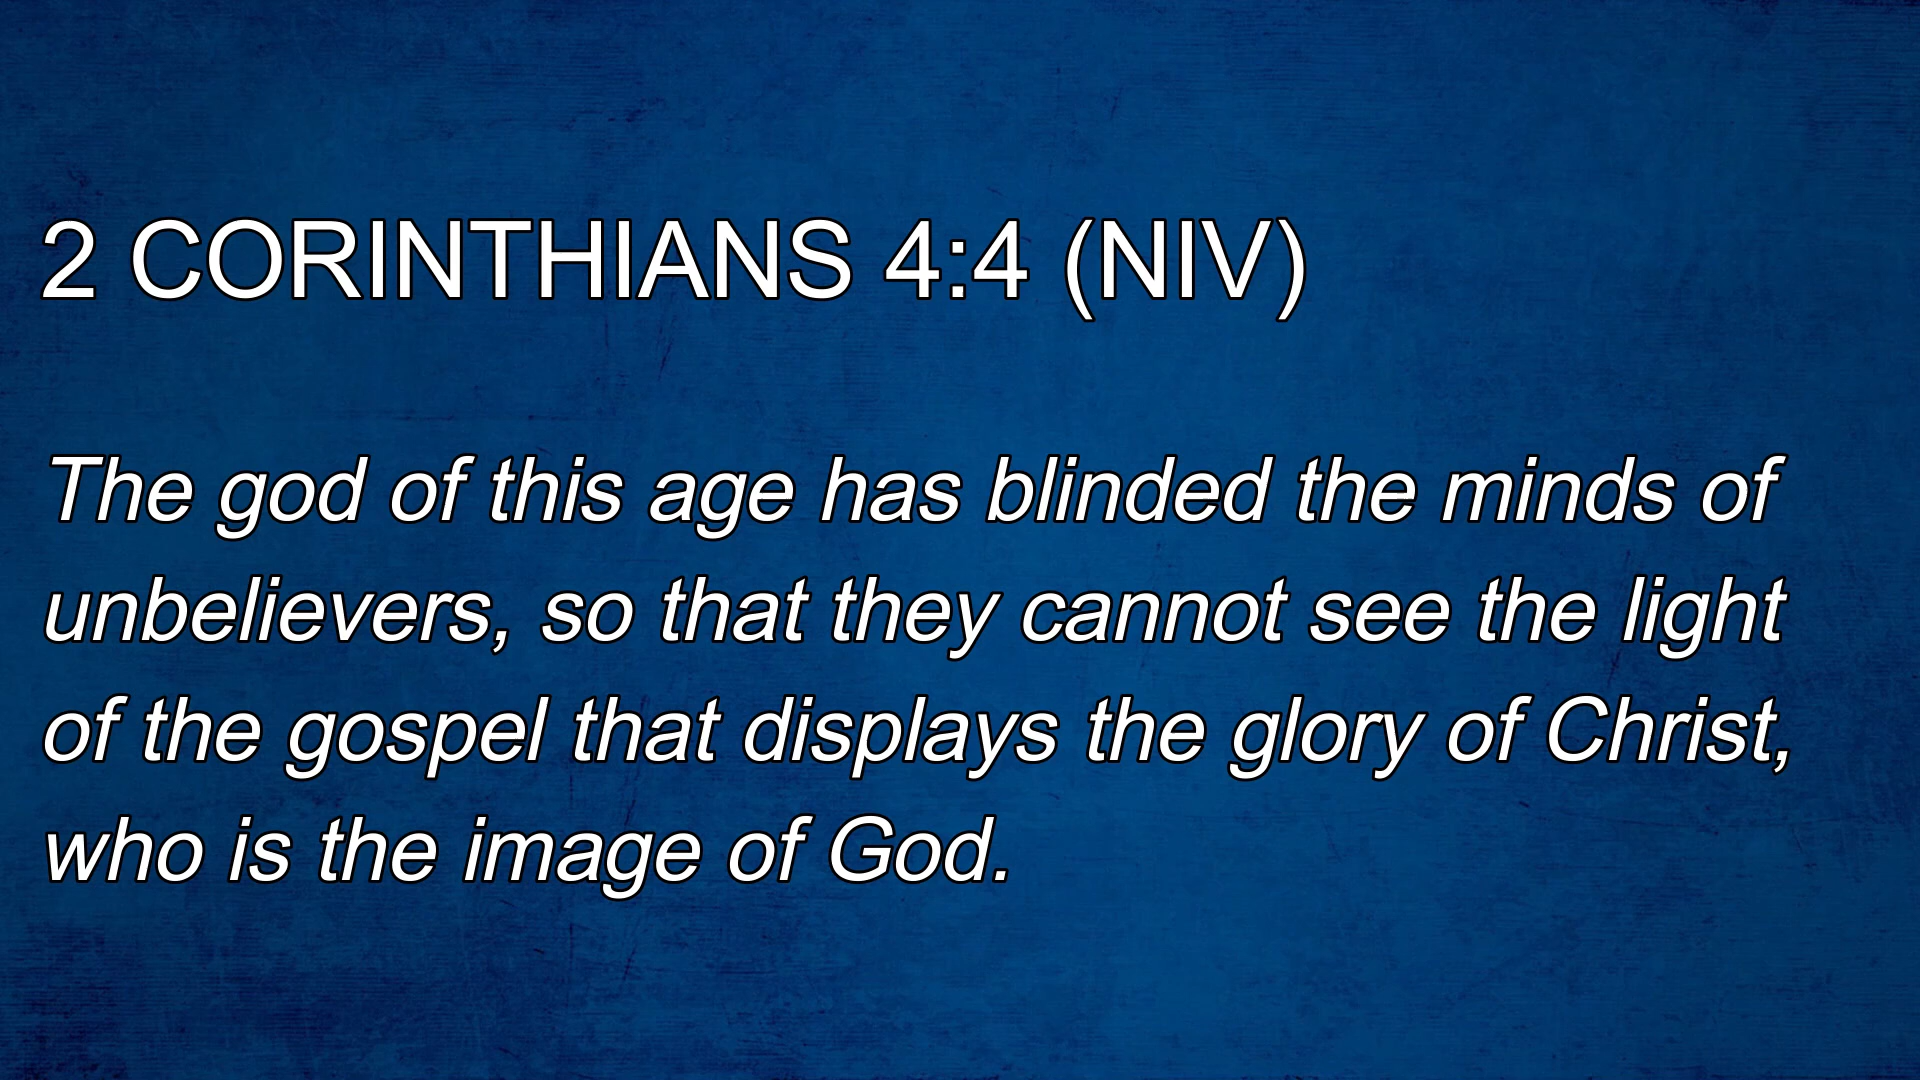 2 CORINTHIANS 4:4 (NIV)
The god of this age has blinded the minds of
unbelievers, so that they cannot see the light
of the gospel that displays the glory of Christ,
who is the image of God.